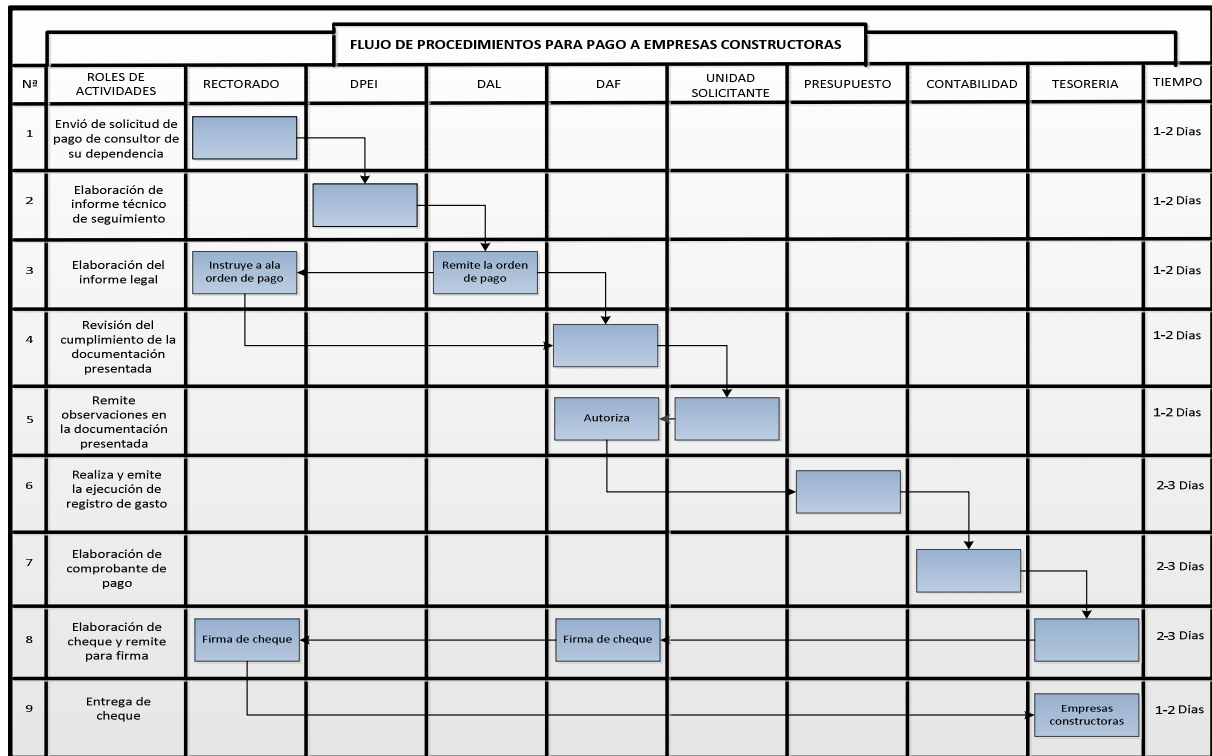 FLUJO DE PROCEDIMIENTOS PARA PAGO A EMPRESAS CONSTRUCTORAS
Nª
ROLES DE
ACTIVIDADES
RECTORADO
DPEI
DAL
DAF
UNIDAD
SOLICITANTE
PRESUPUESTO
CONTABILIDAD
TESORERIA
TIEMPO
1
Envió de solicitud de
pago de consultor de
su dependencia
1-2 Dias
2
Elaboración de
informe técnico
de seguimiento
1-2 Dias
3
Elaboración del
informe legal
Instruye a ala
orden de pago
Remite la orden
de pago
1-2 Dias
4
Revisión del
cumplimiento de la
documentación
presentada
1-2 Dias
5
Remite
observaciones en
la documentación
presentada
Autoriza
1-2 Dias
6
Realiza y emite
la ejecución de
registro de gasto
2-3 Dias
7
Elaboración de
comprobante de
pago
2-3 Dias
8
Elaboración de
cheque y remite
para firma
Firma de cheque
Firma de cheque
2-3 Dias
9
Entrega de
cheque
Empresas
constructoras
1-2 Dias